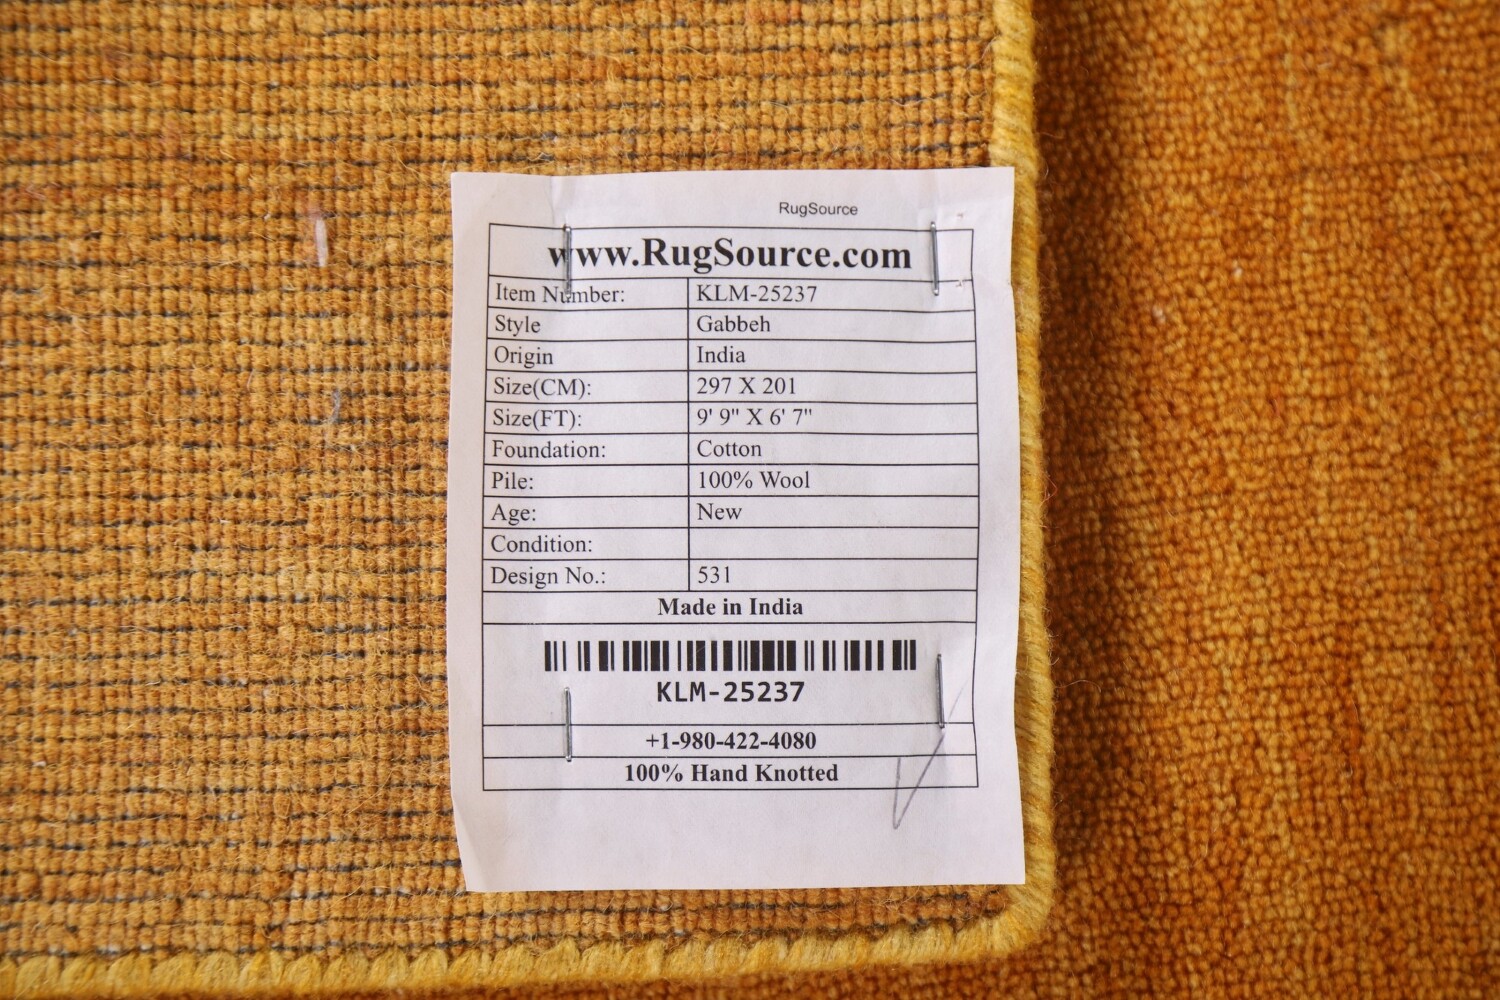 RugSource
www.RugSource.com
Item Number: KLM-25237
Style Gabbeh
Origin India
Size(CM): 297 X 201
Size(FT): 9' 9" X 6' 7"
Foundation: Cotton
Pile: 100% Wool
Age: New
Condition:
Design No.: 531
Made in India
KLM-25237
+1-980-422-4080
100% Hand Knotted